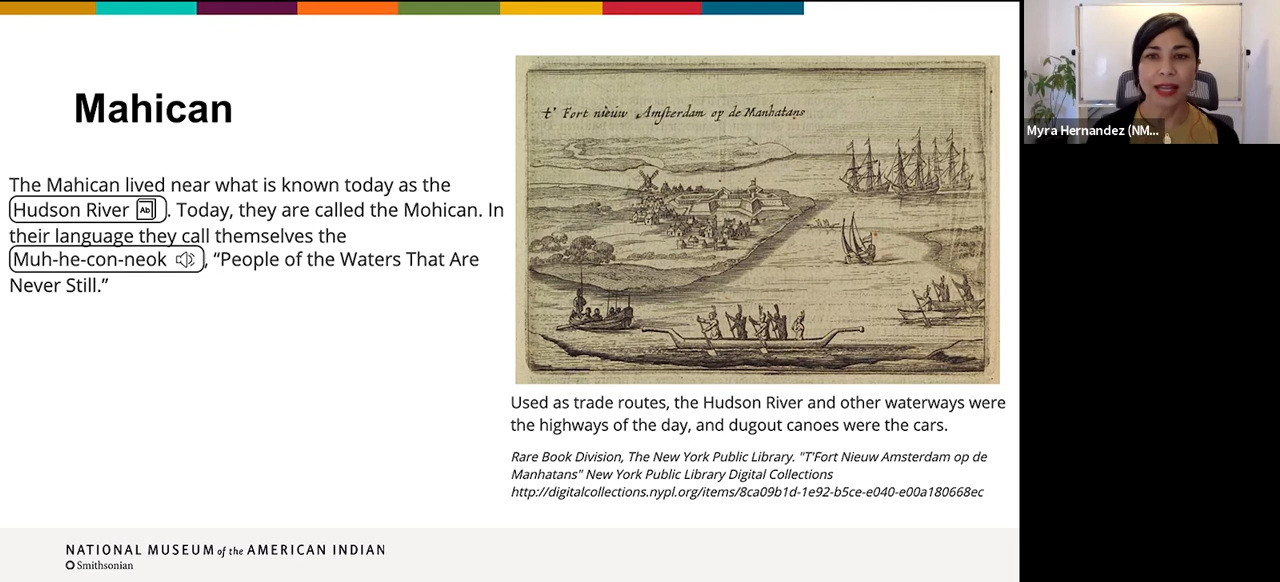 Mahican
The Mahican lived near what is known today as the
Hudson River Ab . Today, they are called the Mohican. In
their language they call themselves the
Muh-he-con-neok , “People of the Waters That Are
Never Still.”
t' Fort nieuw Amsterdam op de Manhatans
Used as trade routes, the Hudson River and other waterways were
the highways of the day, and dugout canoes were the cars.
Rare Book Division, The New York Public Library. "T'Fort Nieuw Amsterdam op de
Manhatans" New York Public Library Digital Collections
http://digitalcollections.nypl.org/items/8ca09b1d-1e92-b5ce-e040-e00a180668ec
NATIONAL MUSEUM of the AMERICAN INDIAN
Smithsonian
Myra Hernandez (NM...